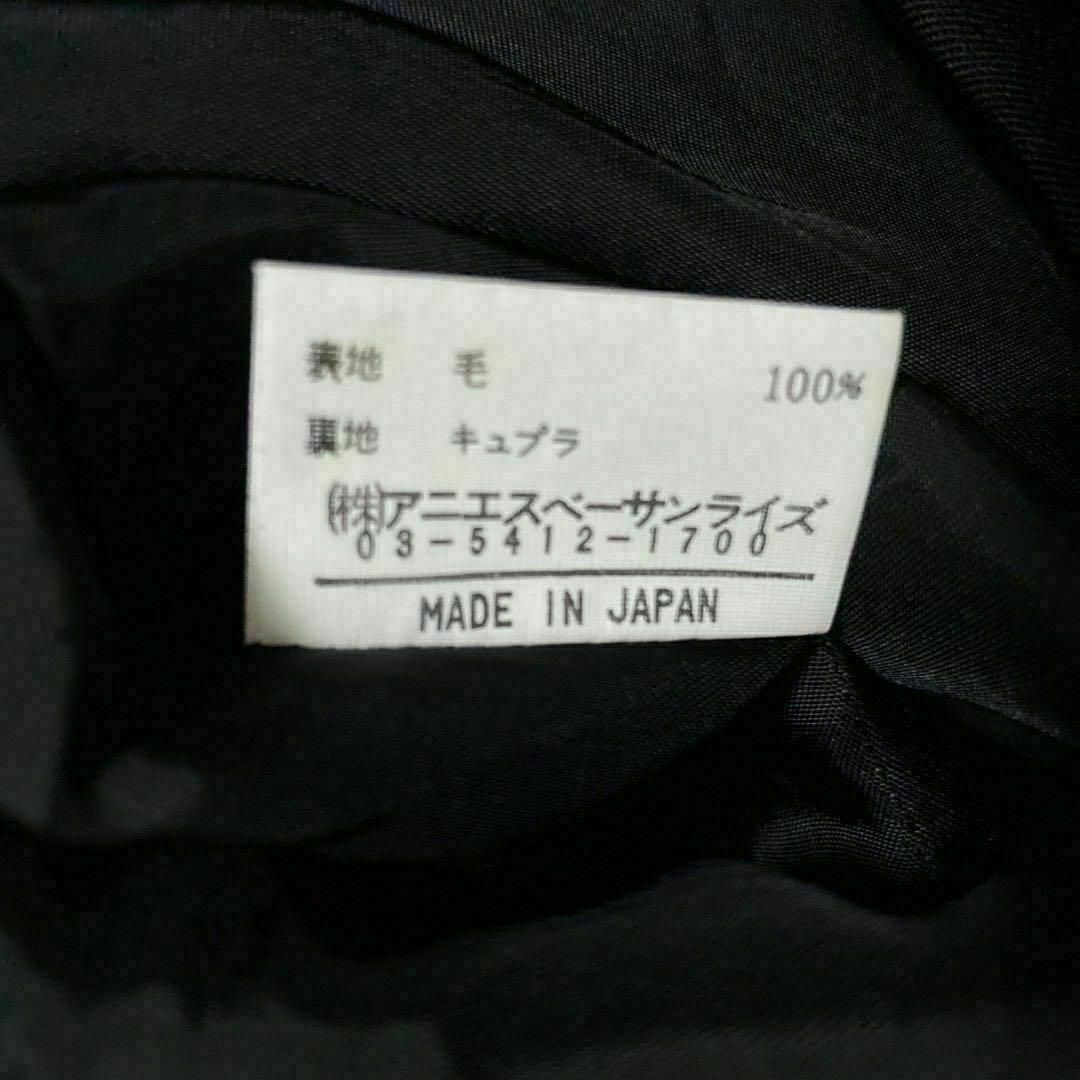 表地 毛 100%
裏地 キュプラ
(株)アニエスベーサンライズ
03-5412-1700
MADE IN JAPAN